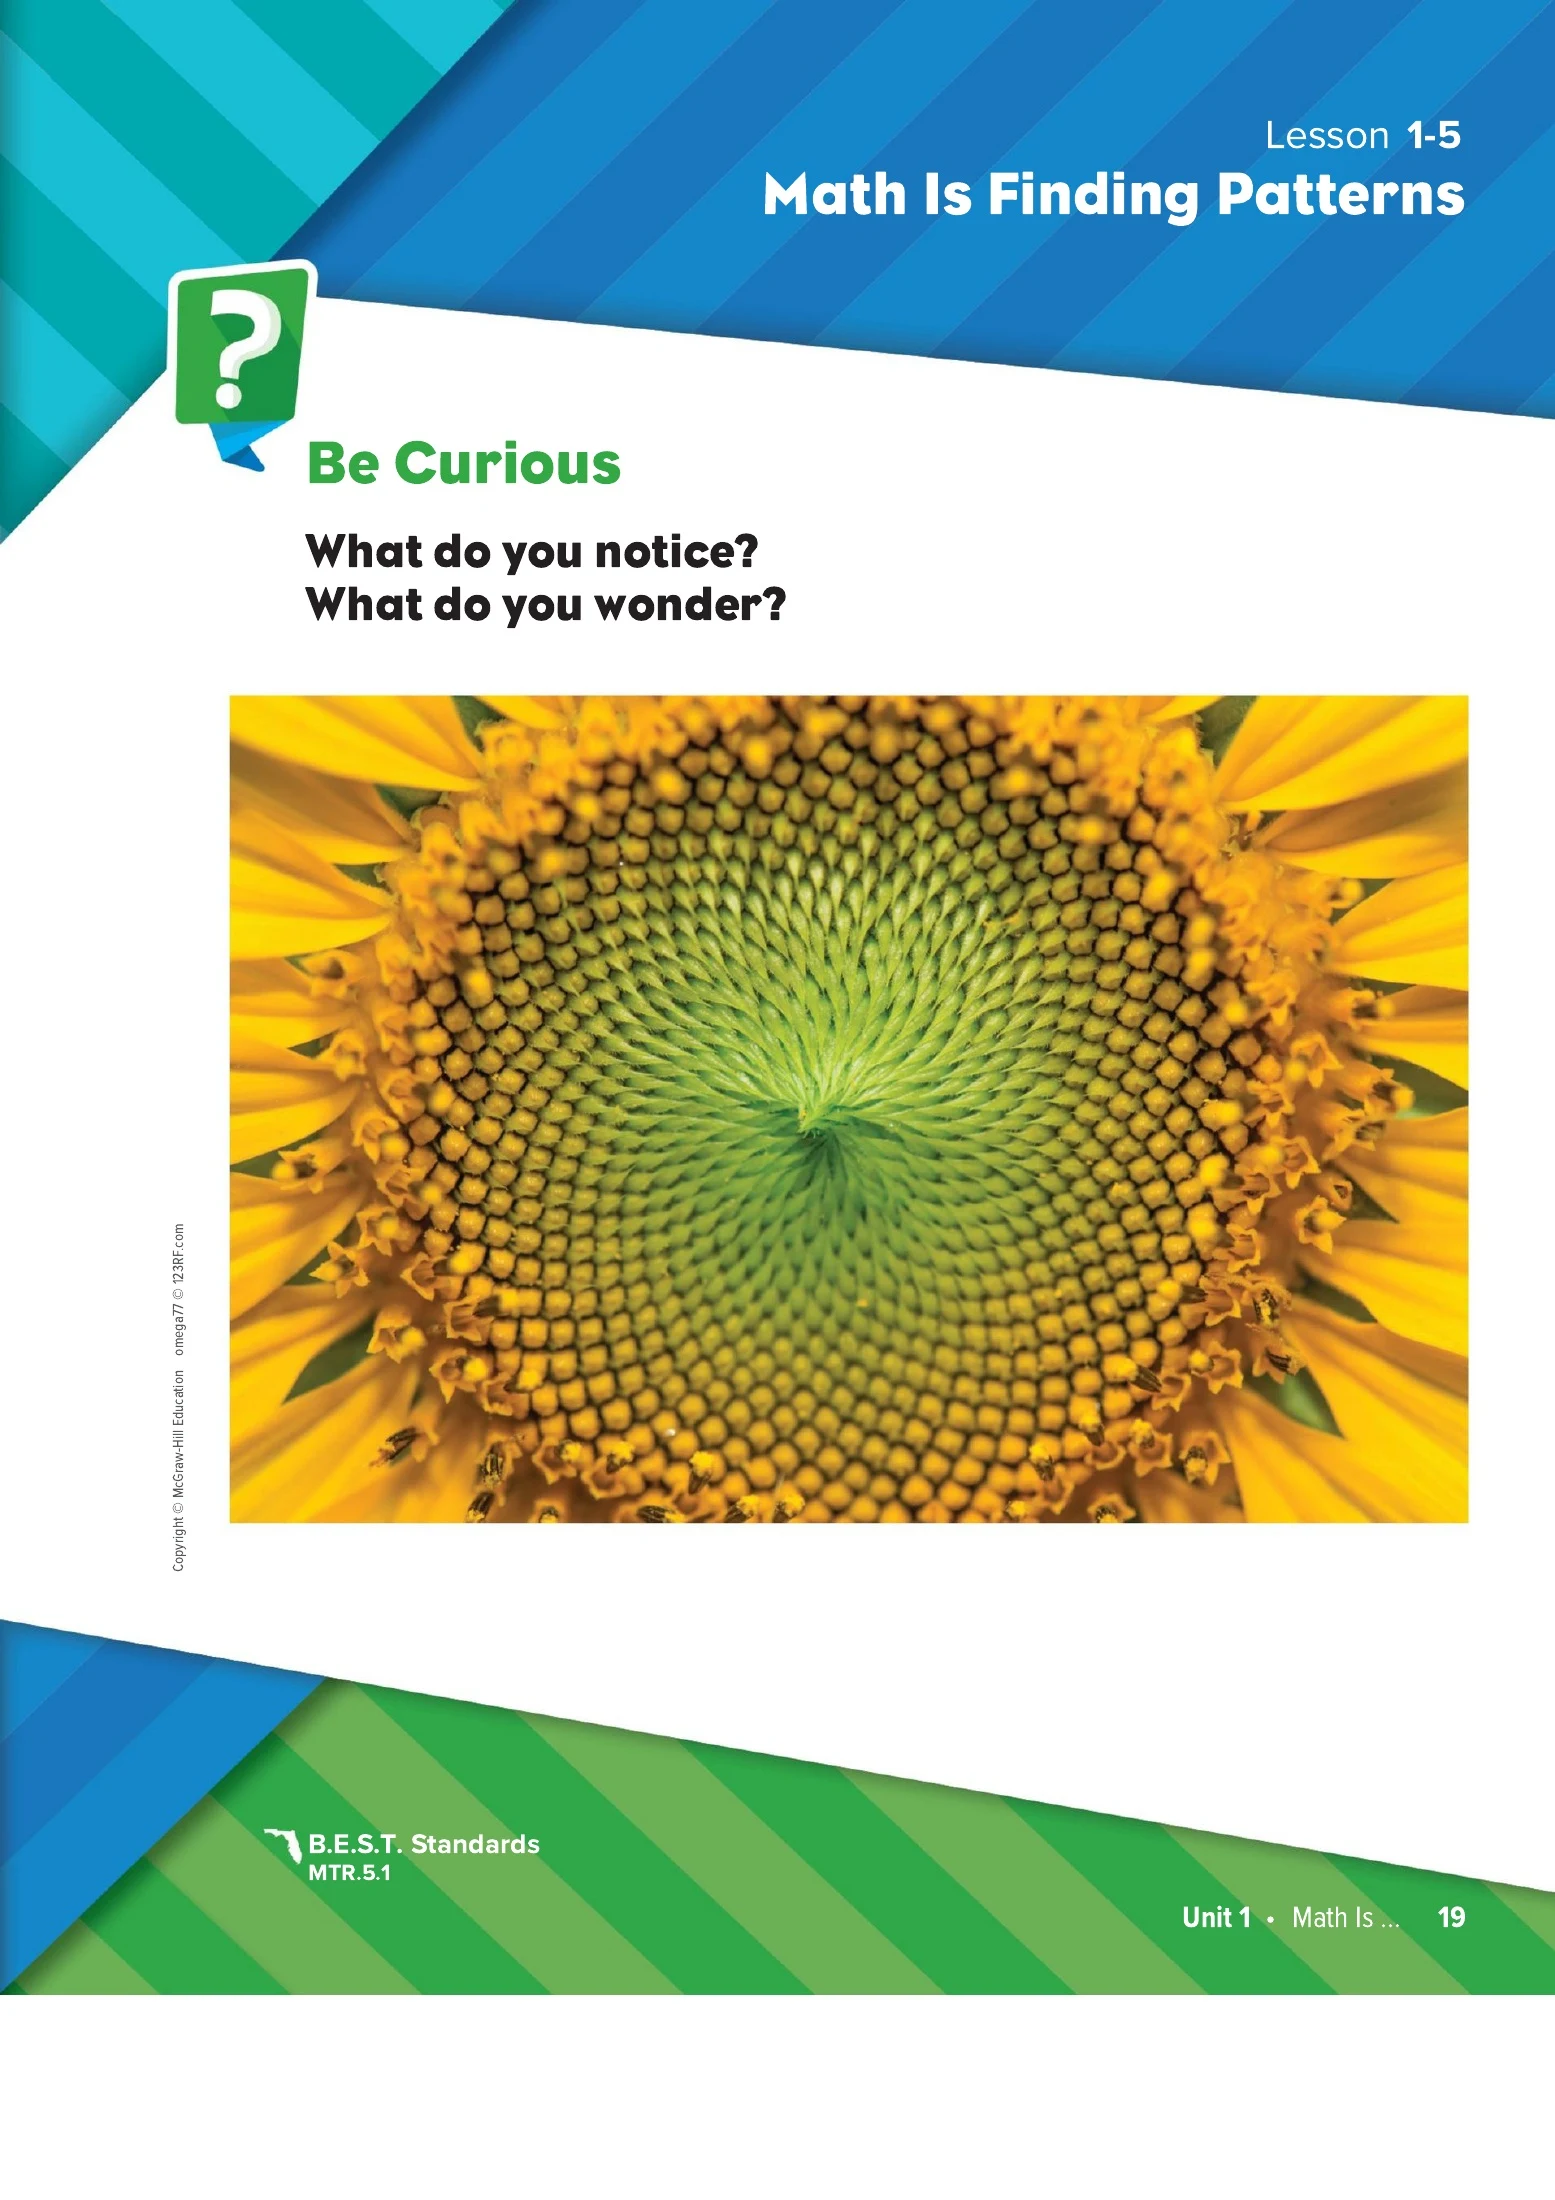 Lesson 1-5
Math Is Finding Patterns
?
Be Curious
What do you notice?
What do you wonder?
Copyright © McGraw-Hill Education omega77 © 123RF.com
B.E.S.T. Standards
MTR.5.1
Unit 1 • Math Is ... 19